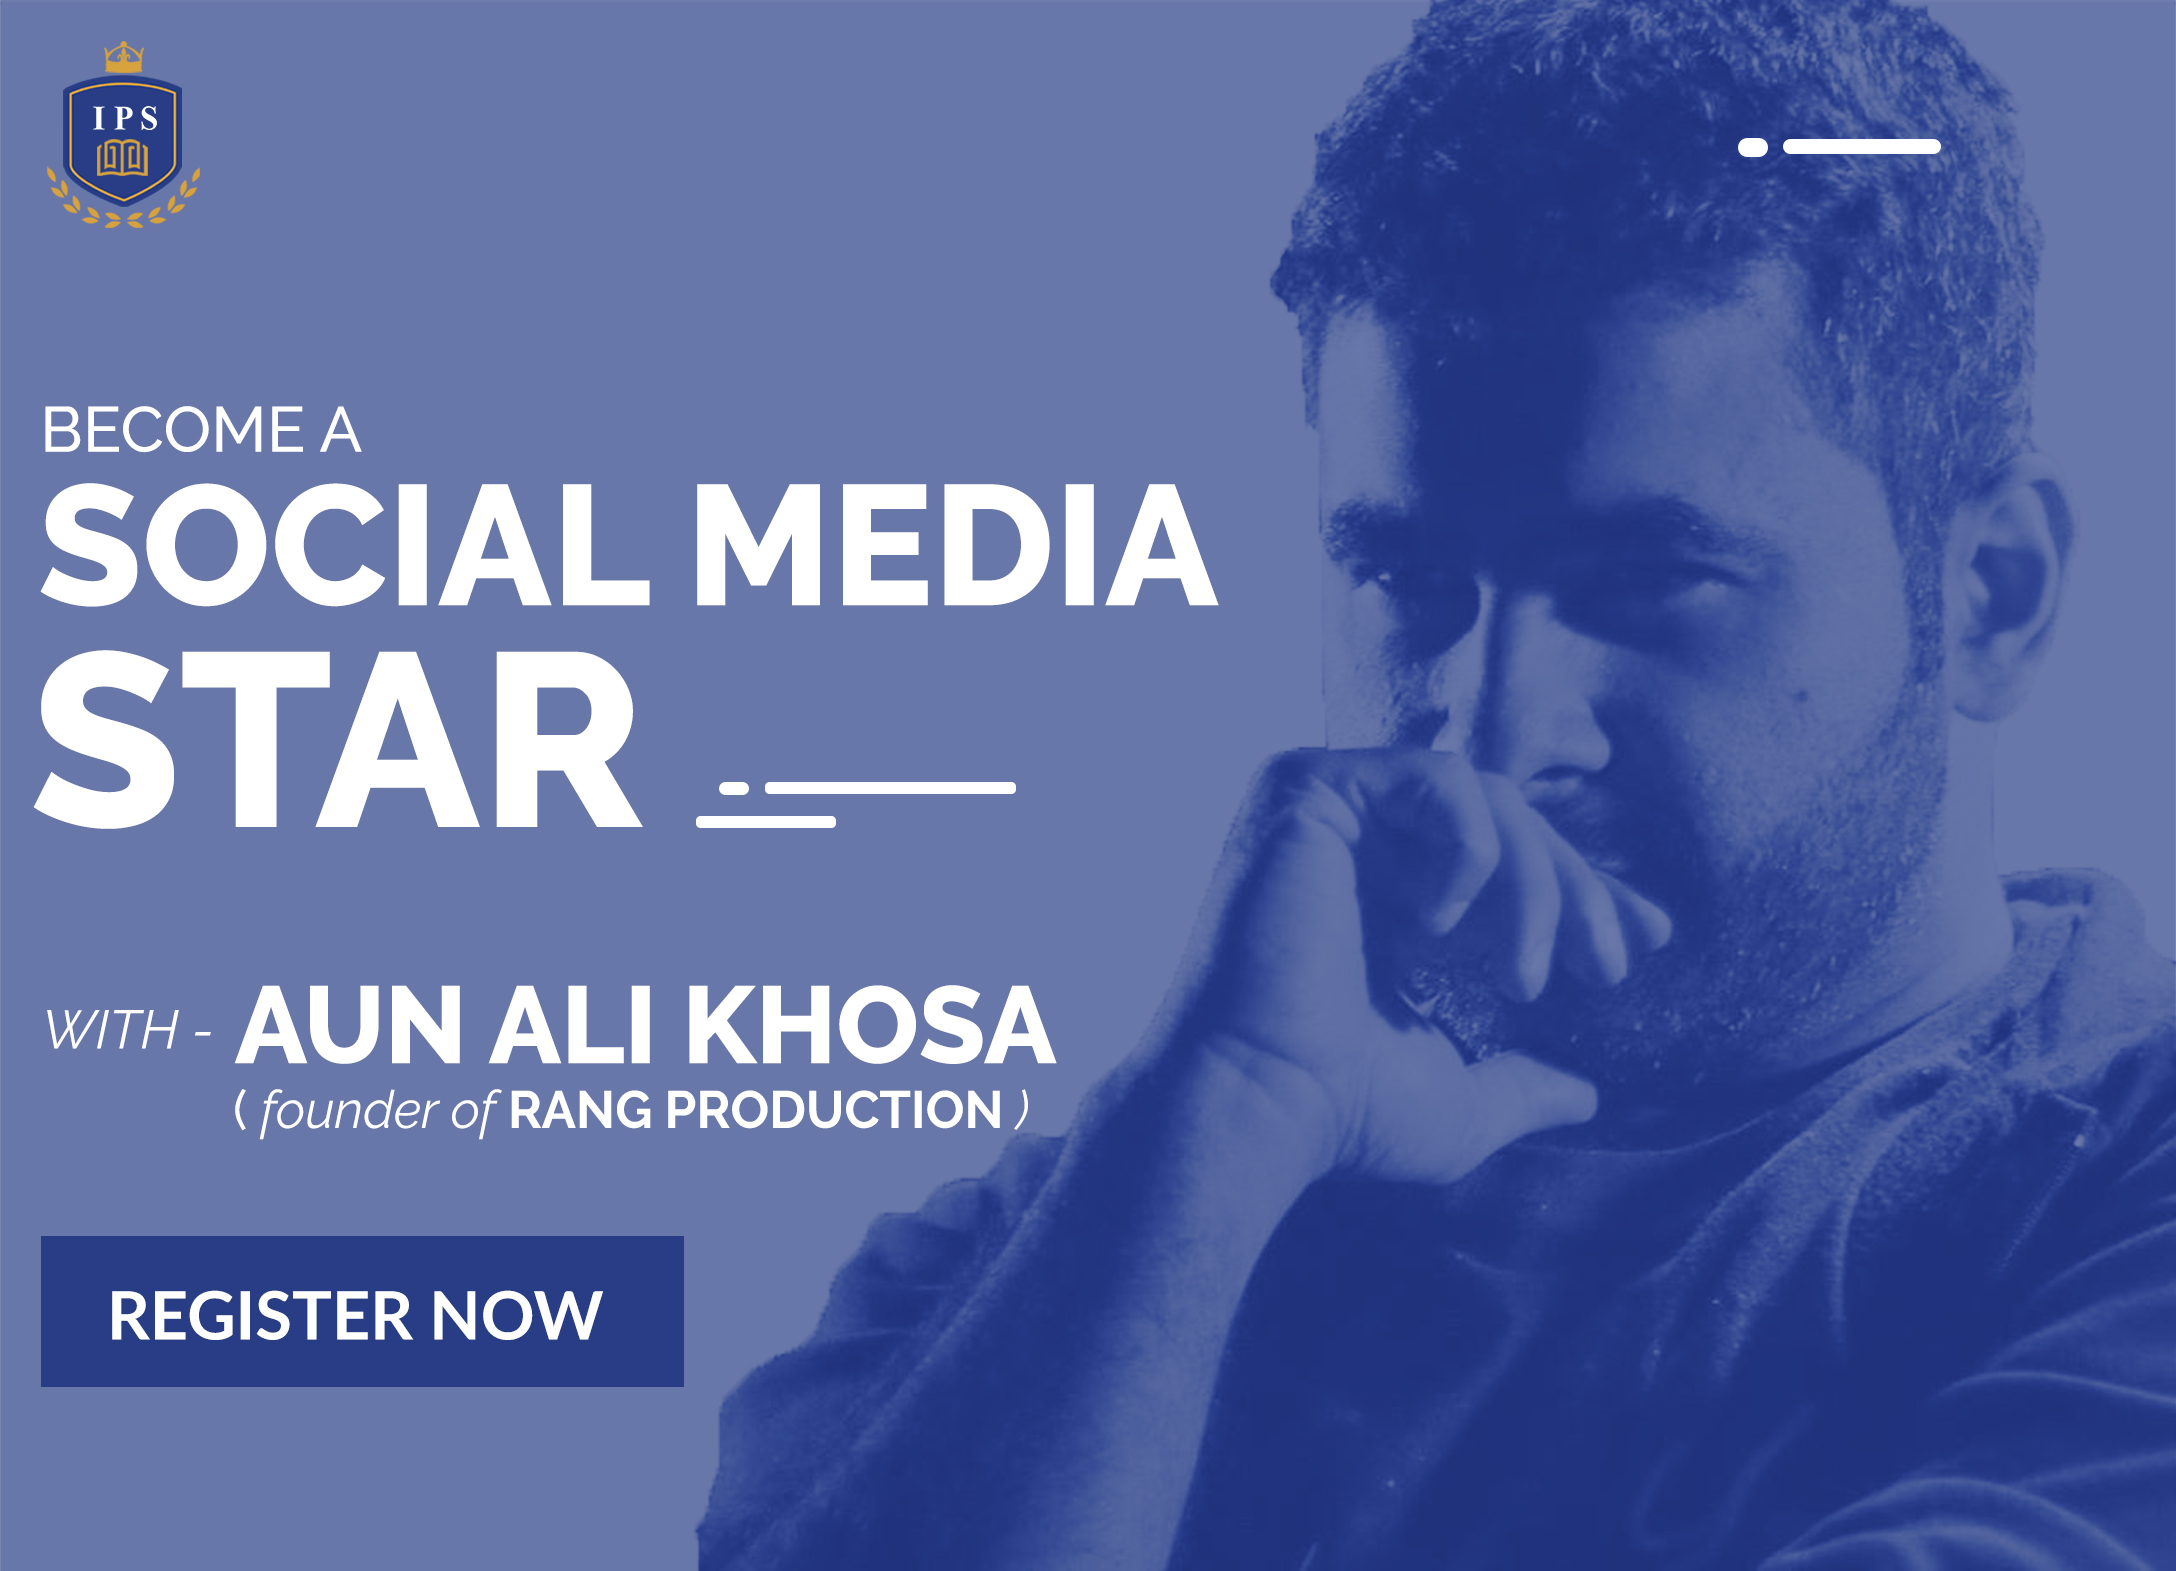 IPS
BECOME A
SOCIAL MEDIA
STAR
WITH - AUN ALI KHOSA
( founder of RANG PRODUCTION )
REGISTER NOW